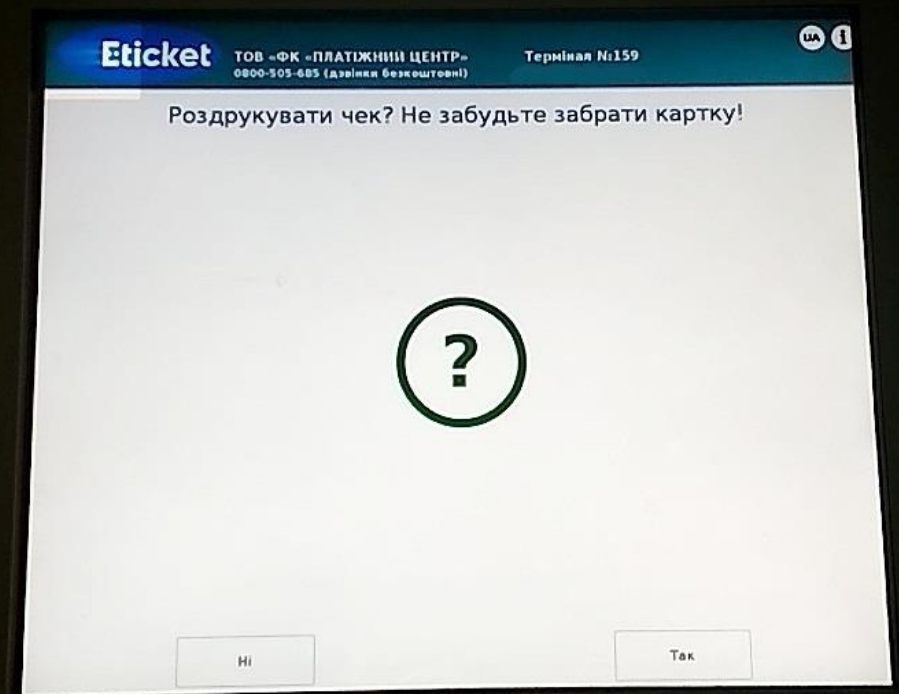 Eticket
ТОВ «ФК «ПЛАТІЖНИЙ ЦЕНТР»
0800-505-685 (дзвінки безкоштовні)
Термінал №159
UA
i
Роздрукувати чек? Не забудьте забрати картку!
?
Ні
Так